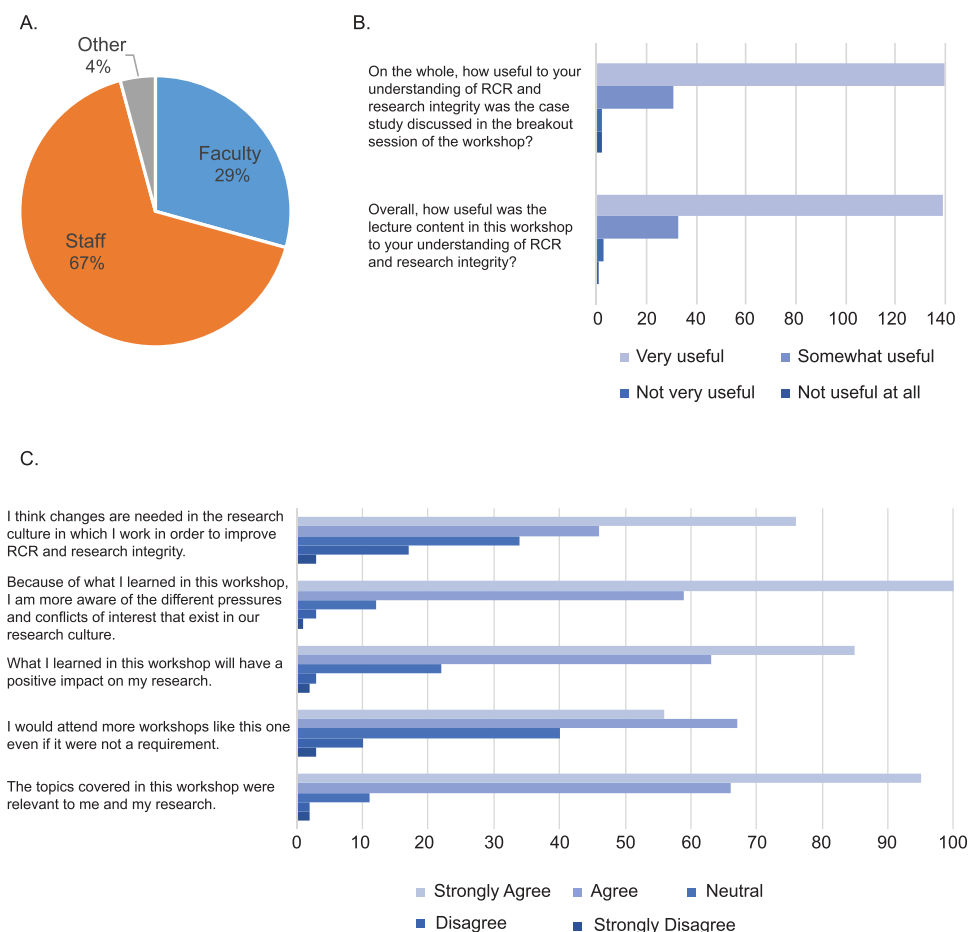 A.
Other
4%
Faculty
29%
Staff
67%
B.
On the whole, how useful to your
understanding of RCR and
research integrity was the case
study discussed in the breakout
session of the workshop?
Overall, how useful was the
lecture content in this workshop
to your understanding of RCR
and research integrity?
0 20 40 60 80 100 120 140
Very useful Somewhat useful
Not very useful Not useful at all
C.
I think changes are needed in the research
culture in which I work in order to improve
RCR and research integrity.
Because of what I learned in this workshop,
I am more aware of the different pressures
and conflicts of interest that exist in our
research culture.
What I learned in this workshop will have a
positive impact on my research.
I would attend more workshops like this one
even if it were not a requirement.
The topics covered in this workshop were
relevant to me and my research.
0 10 20 30 40 50 60 70 80 90 100
Strongly Agree Agree Neutral
Disagree Strongly Disagree